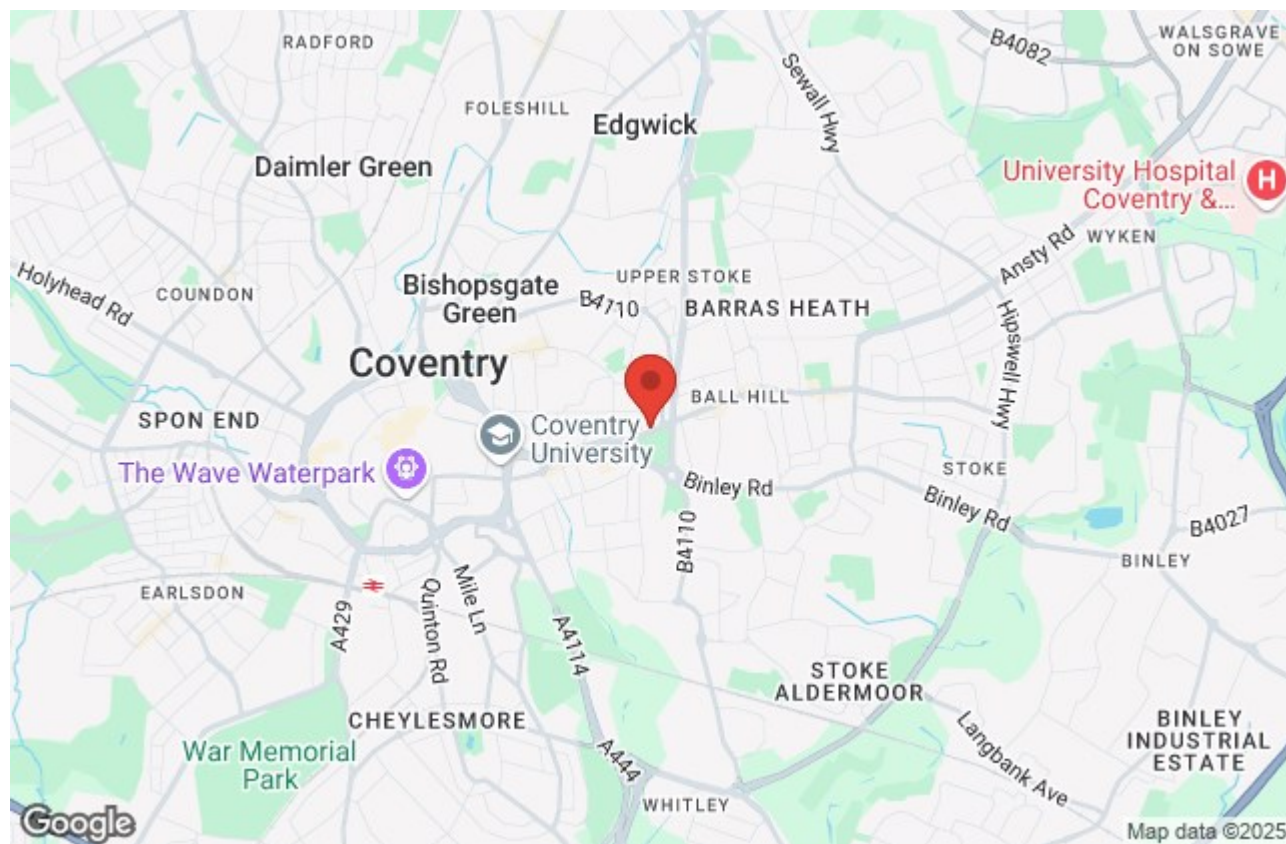 RADFORD
B4082
WALSGRAVE
ON SOWE
Sewall Hwy
FOLESHILL
Edgwick
Daimler Green
University Hospital
Coventry &...
H
WYKEN
Ansty Rd
Holyhead Rd
COUNDON
Bishopsgate
Green
B4110
UPPER STOKE
BARRAS HEATH
Hipswell Hwy
Coventry
BALL HILL
SPON END
Coventry
University
The Wave Waterpark
Binley Rd
STOKE
Binley Rd
B4027
B4110
BINLEY
EARLSDON
A429
Quinton Rd
Mile Ln
A4114
STOKE
ALDERMOOR
CHEYLESMORE
Langbank Ave
BINLEY
INDUSTRIAL
ESTATE
War Memorial
Park
A444
WHITLEY
Google
Map data ©2025